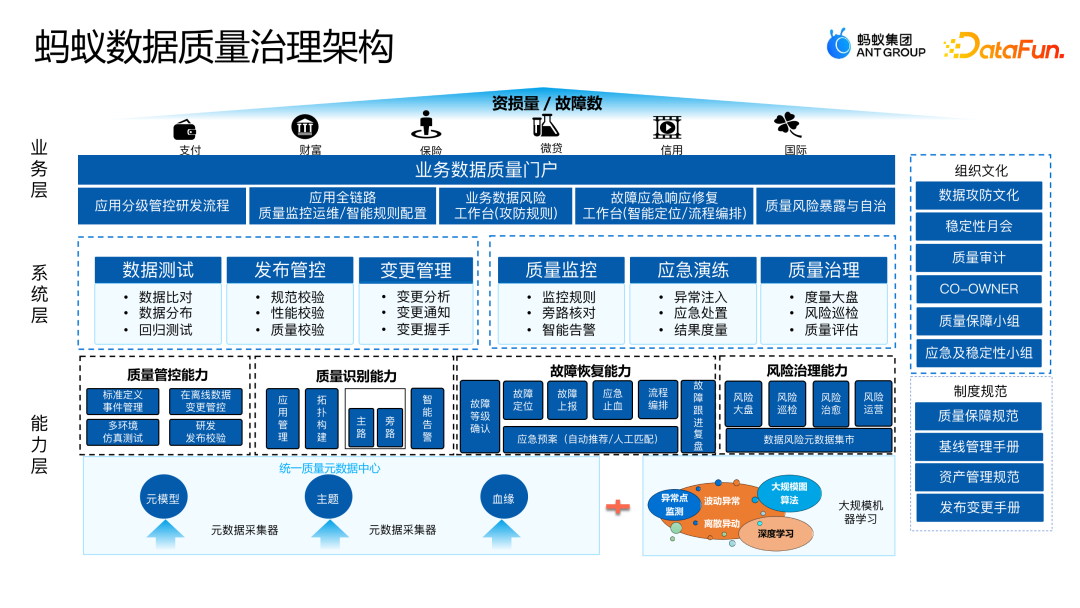 蚂蚁数据质量治理架构
蚂蚁集团
ANT GROUP
DataFun.
资损量 / 故障数
支付
财富
保险
微贷
信用
国际
业务层
业务数据质量门户
应用分级管控研发流程
应用全链路
质量监控运维/智能规则配置
业务数据风险
工作台(攻防规则)
故障应急响应修复
工作台(智能定位/流程编排)
质量风险暴露与自治
系统层
数据测试
• 数据比对
• 数据分布
• 回归测试
发布管控
• 规范校验
• 性能校验
• 质量校验
变更管理
• 变更分析
• 变更通知
• 变更握手
质量监控
• 监控规则
• 旁路核对
• 智能告警
应急演练
• 异常注入
• 应急处置
• 结果度量
质量治理
• 度量大盘
• 风险巡检
• 质量评估
能力层
质量管控能力
标准定义
事件管理
在离线数据
变更管控
多环境
仿真测试
研发
发布校验
质量识别能力
应用管理
拓扑构建
主路
旁路
智能告警
故障恢复能力
故障等级确认
故障
定位
故障
上报
应急
止血
流程
编排
应急预案（自动推荐/人工匹配）
故障跟进复盘
风险治理能力
风险
大盘
风险
巡检
风险
治愈
风险
运营
数据风险元数据集市
统一质量元数据中心
元模型
元数据采集器
主题
元数据采集器
血缘
异常点
监测
波动异常
离散异动
大规模图
算法
深度学习
大规模机
器学习
组织文化
数据攻防文化
稳定性月会
质量审计
CO-OWNER
质量保障小组
应急及稳定性小组
制度规范
质量保障规范
基线管理手册
资产管理规范
发布变更手册